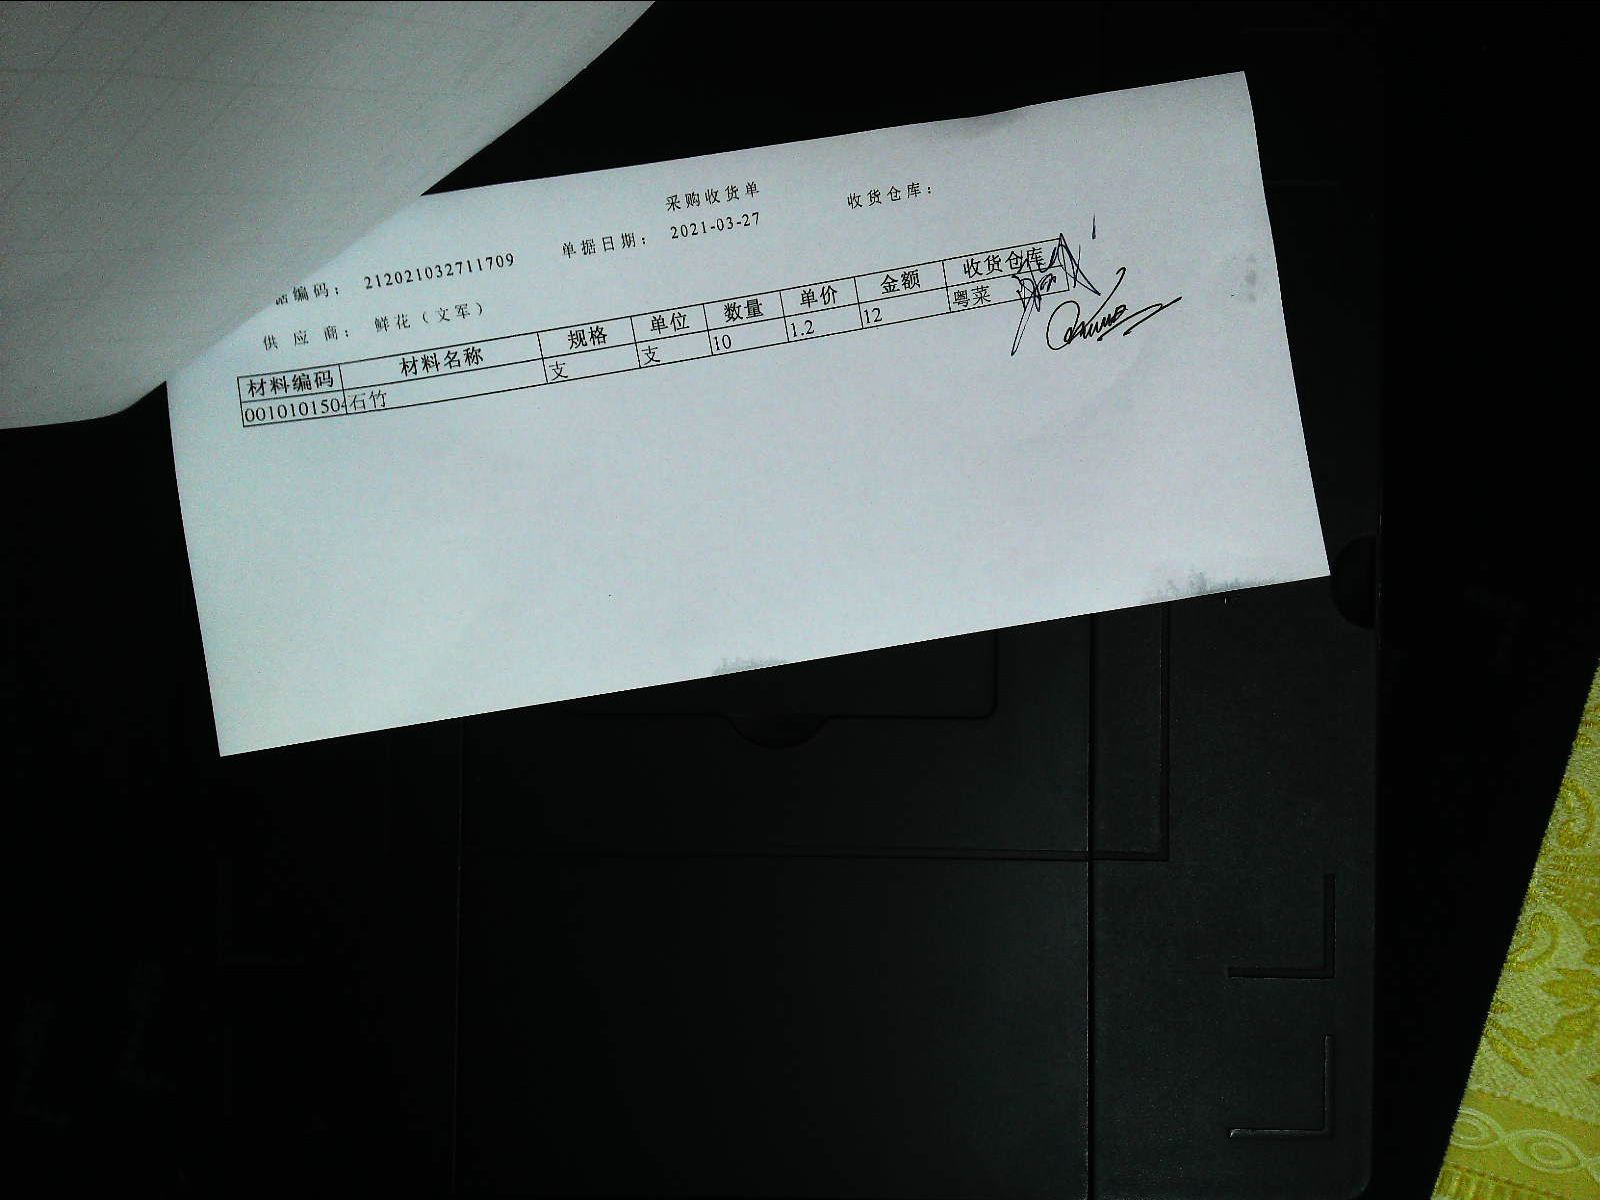 采购收货单
编码： 212021032711709 单据日期： 2021-03-27 收货仓库：
供 应 商： 鲜花（文军）
材料编码 材料名称 规格 单位 数量 单价 金额 收货仓库
0010101504 石竹 支 支 10 1.2 12 粤菜